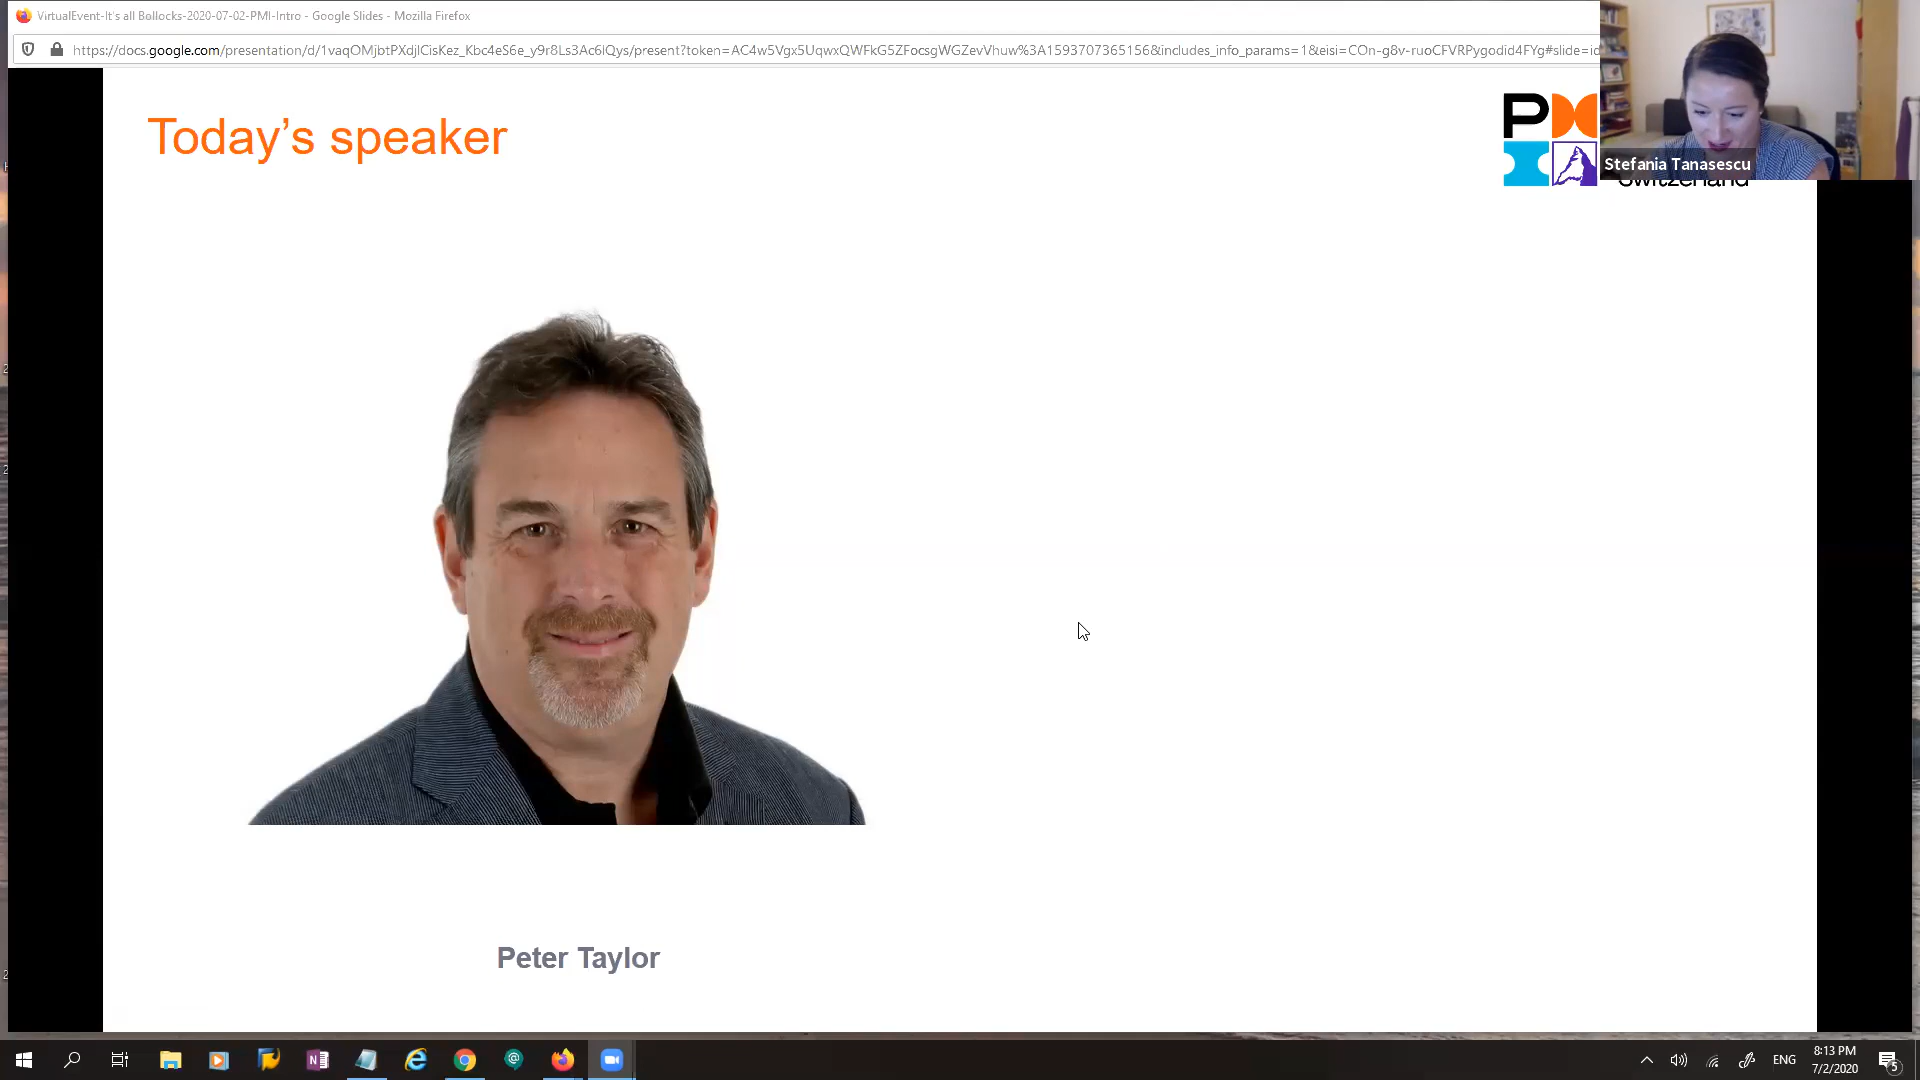 VirtualEvent-It's all Bollocks-2020-07-02-PMI-Intro - Google Slides - Mozilla Firefox
https://docs.google.com/presentation/d/1vaqOMjbtPXdjlCisKez_Kbc4eS6e_y9r8Ls3Ac6lQys/present?token=AC4w5Vgx5UqwxQWFkG5ZFocsgWGZevVhuw%3A1593707365156&includes_info_params=1&eisi=COn-g8v-ruoCFVRPygodid4FYg#slide=id
Today's speaker
Stefania Tanasescu
Switzerland
Peter Taylor
ENG
8:13 PM
7/2/2020
5